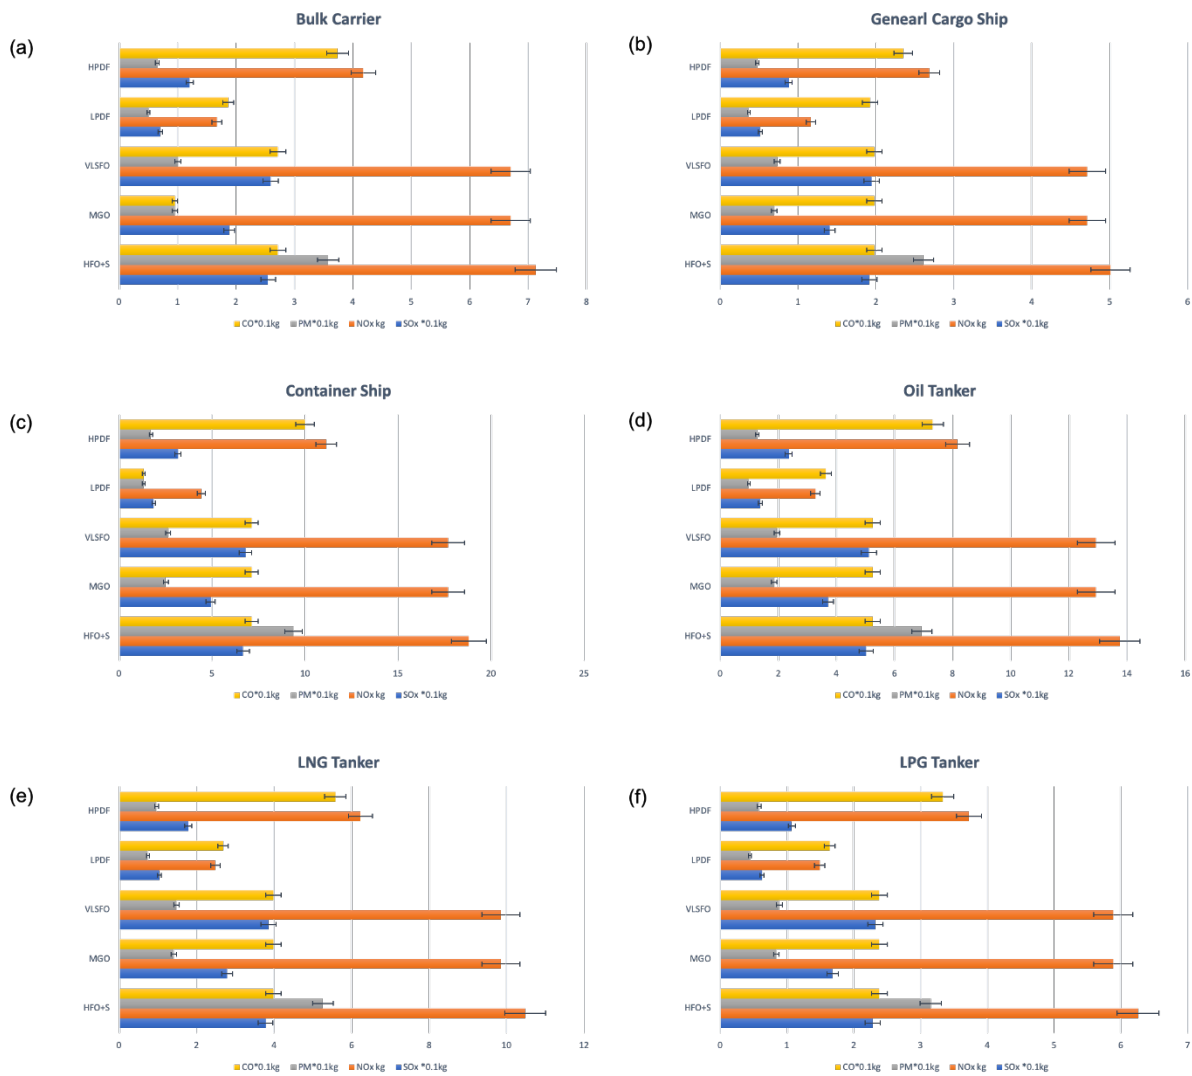 Bulk Carrier
(a)
HPDF
LPDF
VLSFO
MGO
HFO+S
0 1 2 3 4 5 6 7 8
CO*0.1kg PM*0.1kg NOx kg SOx *0.1kg
Genearl Cargo Ship
(b)
HPDF
LPDF
VLSFO
MGO
HFO+S
0 1 2 3 4 5 6
CO*0.1kg PM*0.1kg NOx kg SOx *0.1kg
Container Ship
(c)
HPDF
LPDF
VLSFO
MGO
HFO+S
0 5 10 15 20 25
CO*0.1kg PM*0.1kg NOx kg SOx *0.1kg
Oil Tanker
(d)
HPDF
LPDF
VLSFO
MGO
HFO+S
0 2 4 6 8 10 12 14 16
CO*0.1kg PM*0.1kg NOx kg SOx *0.1kg
LNG Tanker
(e)
HPDF
LPDF
VLSFO
MGO
HFO+S
0 2 4 6 8 10 12
CO*0.1kg PM*0.1kg NOx kg SOx *0.1kg
LPG Tanker
(f)
HPDF
LPDF
VLSFO
MGO
HFO+S
0 1 2 3 4 5 6 7
CO*0.1kg PM*0.1kg NOx kg SOx *0.1kg